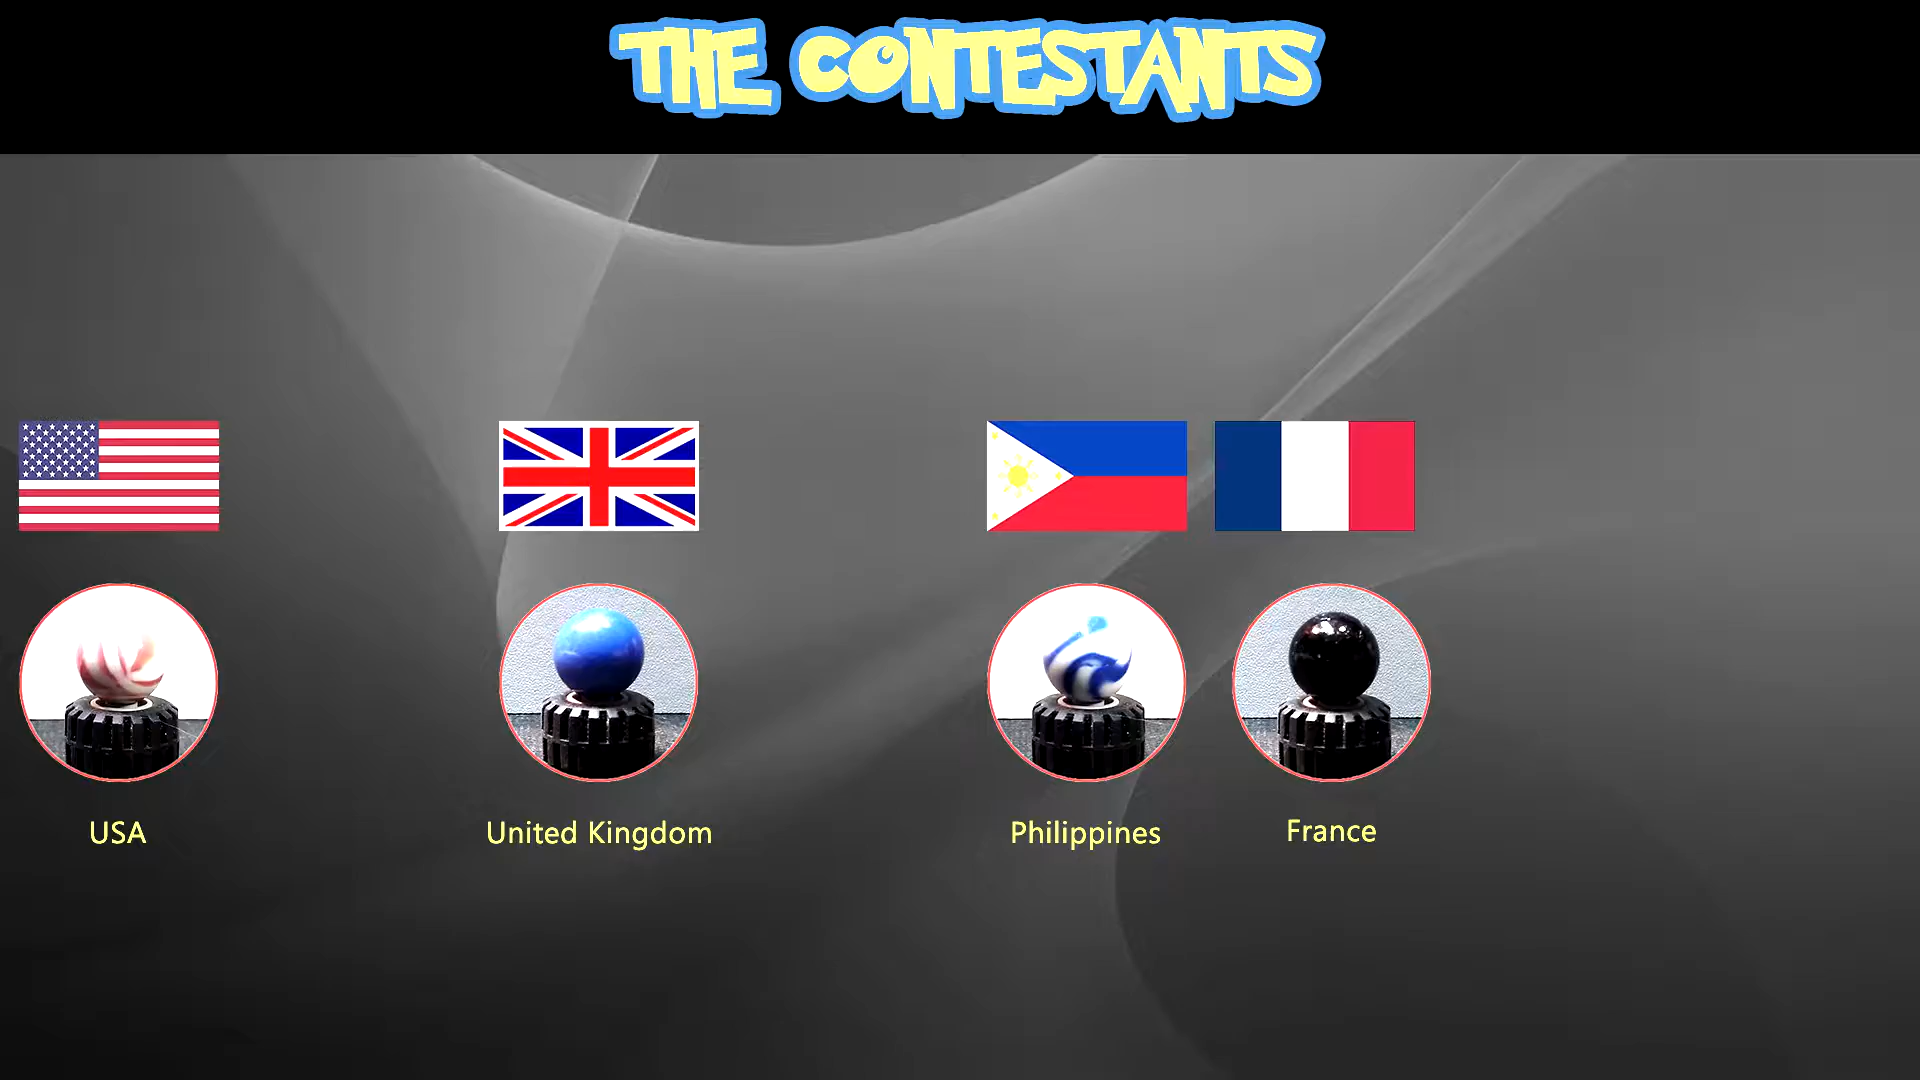 THE CONTESTANTS
USA
United Kingdom
Philippines
France